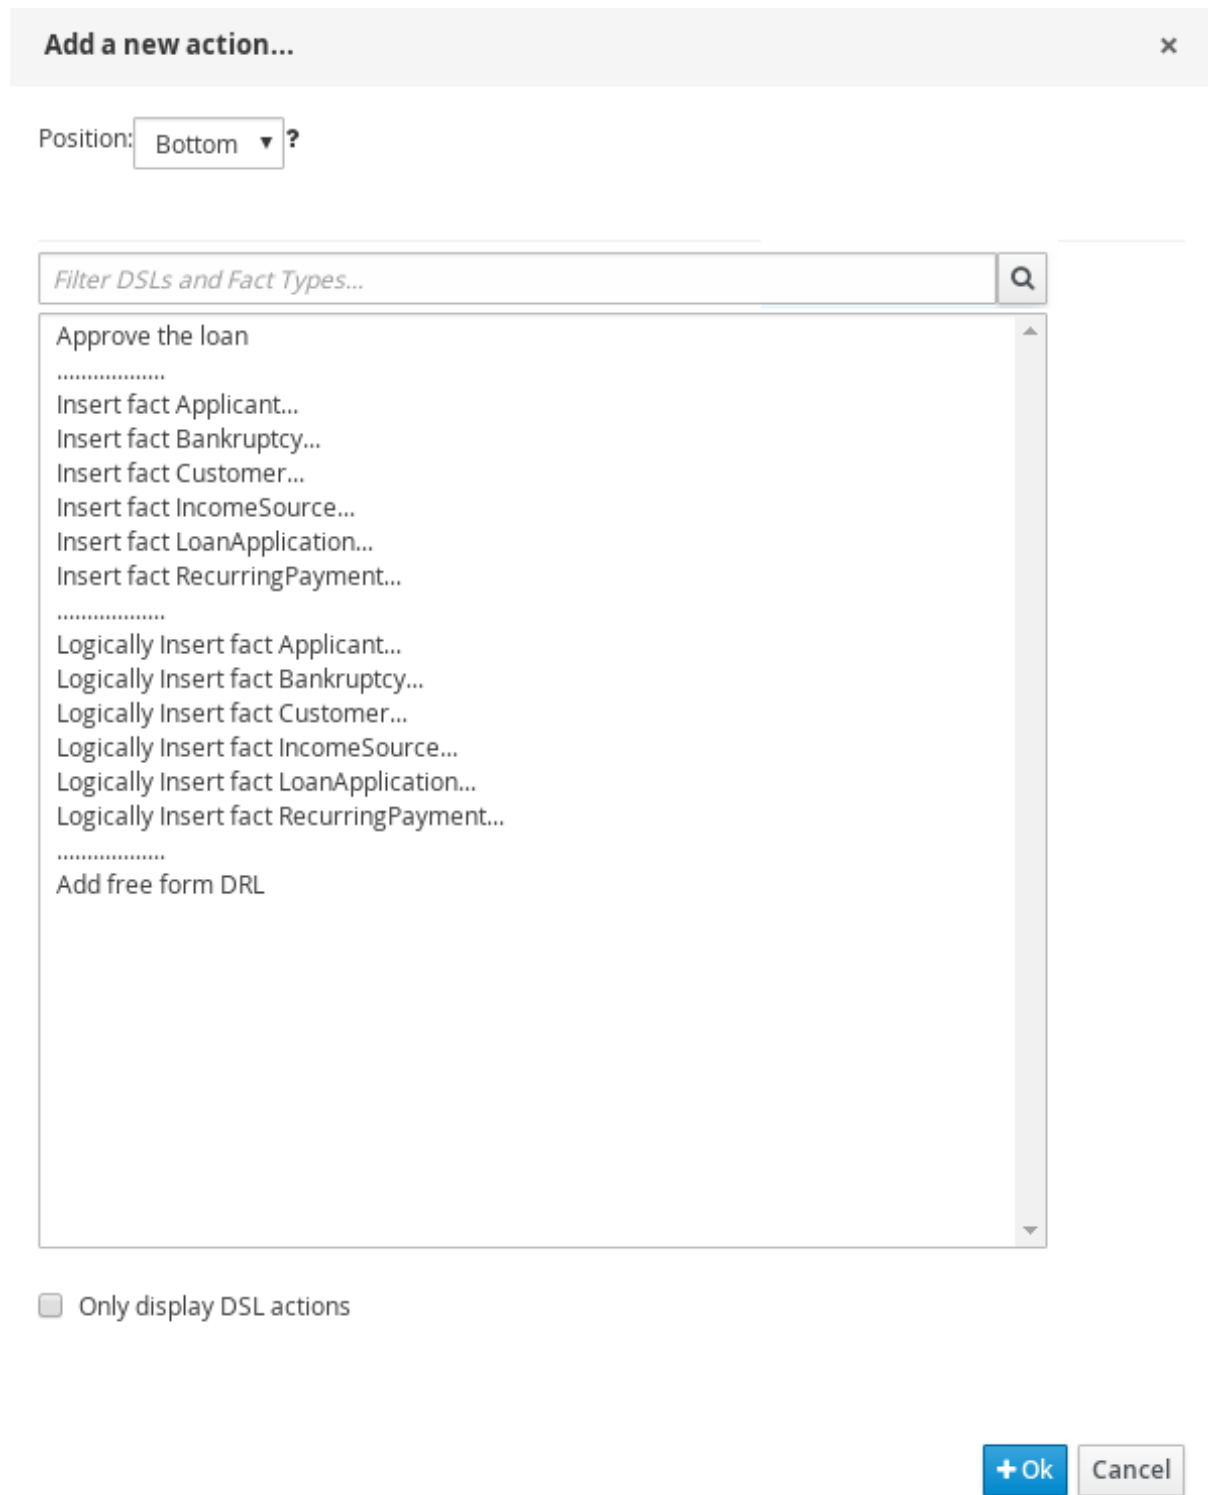 Add a new action...
×
Position: Bottom ▼ ?
Filter DSLs and Fact Types...
Approve the loan
..................
Insert fact Applicant...
Insert fact Bankruptcy...
Insert fact Customer...
Insert fact IncomeSource...
Insert fact LoanApplication...
Insert fact RecurringPayment...
..................
Logically Insert fact Applicant...
Logically Insert fact Bankruptcy...
Logically Insert fact Customer...
Logically Insert fact IncomeSource...
Logically Insert fact LoanApplication...
Logically Insert fact RecurringPayment...
..................
Add free form DRL
Only display DSL actions
+ Ok Cancel